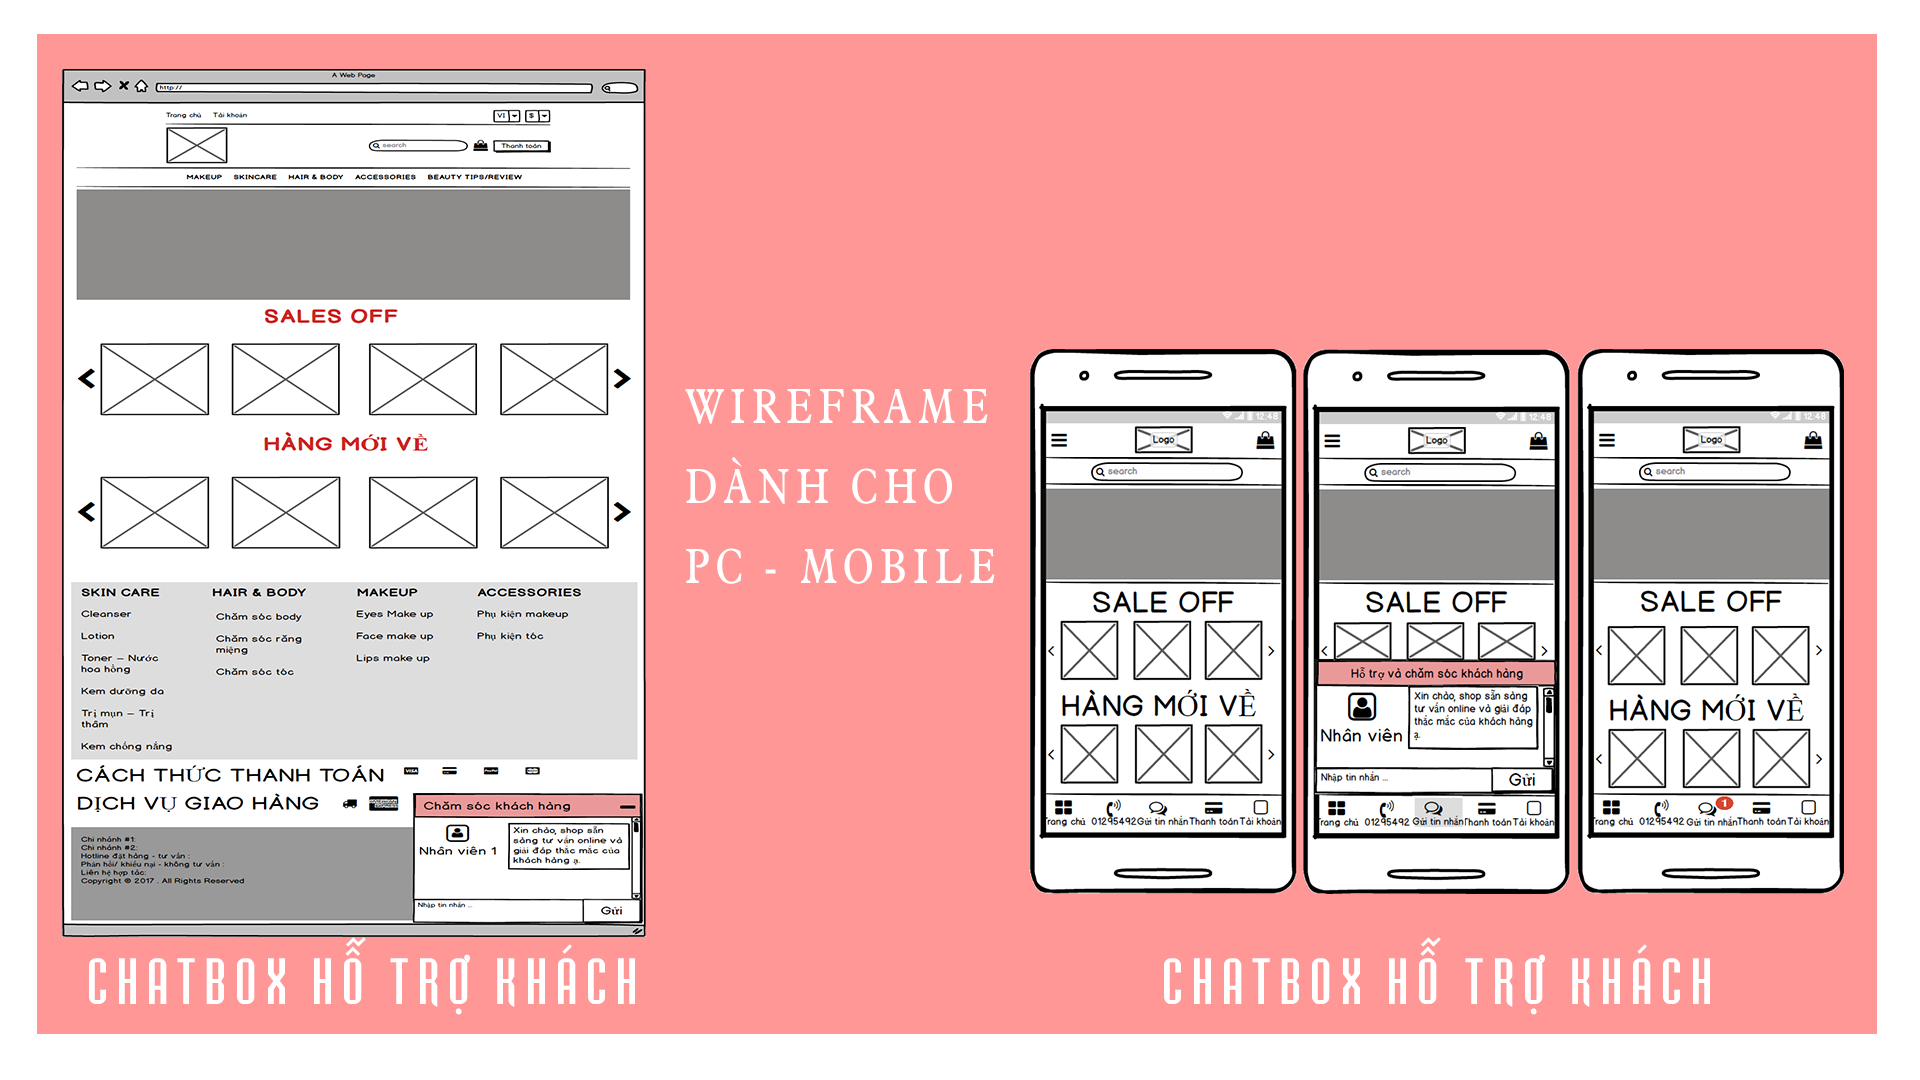 A Web Page
http://
Trang chủ Tài khoản VI $
search Thanh toán
MAKEUP SKINCARE HAIR & BODY ACCESSORIES BEAUTY TIPS/REVIEW
SALES OFF
HÀNG MỚI VỀ
SKIN CARE
Cleanser
Lotion
Toner – Nước
hoa hồng
Kem dưỡng da
Trị mụn – Trị
thâm
Kem chống nắng
HAIR & BODY
Chăm sóc body
Chăm sóc răng
miệng
Chăm sóc tóc
MAKEUP
Eyes Make up
Face make up
Lips make up
ACCESSORIES
Phụ kiện makeup
Phụ kiện tóc
CÁCH THỨC THANH TOÁN VISA
DỊCH VỤ GIAO HÀNG
Chi nhánh #1:
Chi nhánh #2:
Hotline đặt hàng - tư vấn :
Phản hồi/ khiếu nại - không tư vấn :
Liên hệ hợp tác:
Copyright © 2017 . All Rights Reserved
Chăm sóc khách hàng
Nhân viên 1
Xin chào, shop sẵn
sàng tư vấn online và
giải đáp thắc mắc của
khách hàng ạ.
Nhập tin nhắn ...
Gửi
CHATBOX HỖ TRỢ KHÁCH
WIREFRAME
DÀNH CHO
PC - MOBILE
12:48
Logo
search
SALE OFF
HÀNG MỚI VỀ
Trang chủ 01295492 Gửi tin nhắn Thanh toán Tài khoản
12:48
Logo
search
SALE OFF
Hỗ trợ và chăm sóc khách hàng
Nhân viên
Xin chào, shop sẵn sàng
tư vấn online và giải đáp
thắc mắc của khách hàng
ạ.
Nhập tin nhắn ...
Gửi
Trang chủ 01295492 Gửi tin nhắn Thanh toán Tài khoản
12:48
Logo
search
SALE OFF
HÀNG MỚI VỀ
1
Trang chủ 01295492 Gửi tin nhắn Thanh toán Tài khoản
CHATBOX HỖ TRỢ KHÁCH